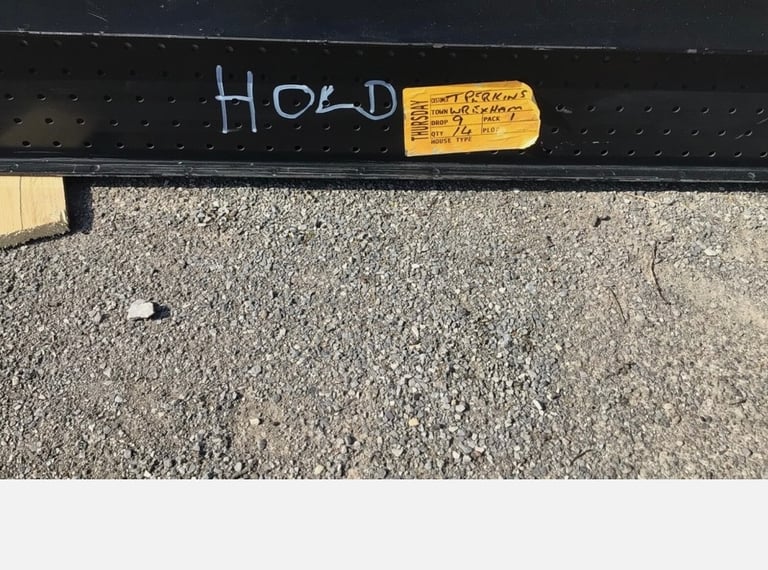 HOLD
THURSDAY
CUSTOMER T PERKINS
TOWN WREXHAM
DROP 9 PACK 1
QTY 14 PLOT
HOUSE TYPE